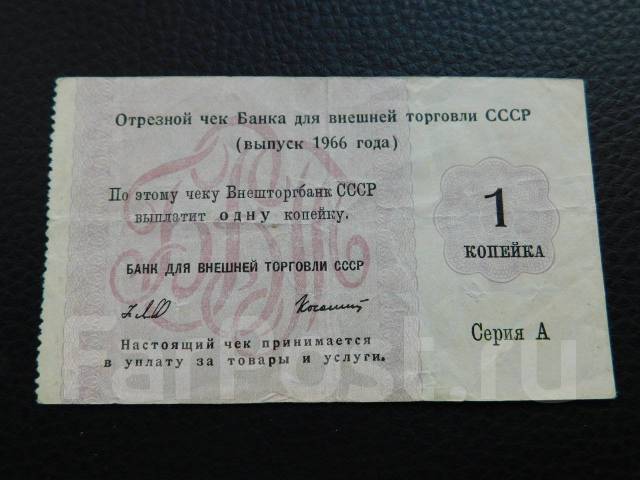 Отрезной чек Банка для внешней торговли СССР
(выпуск 1966 года)
По этому чеку Внешторгбанк СССР
выплатит одну копейку.
БАНК ДЛЯ ВНЕШНЕЙ ТОРГОВЛИ СССР
Настоящий чек принимается
в уплату за товары и услуги.
1
КОПЕЙКА
Серия А
FarPost.ru